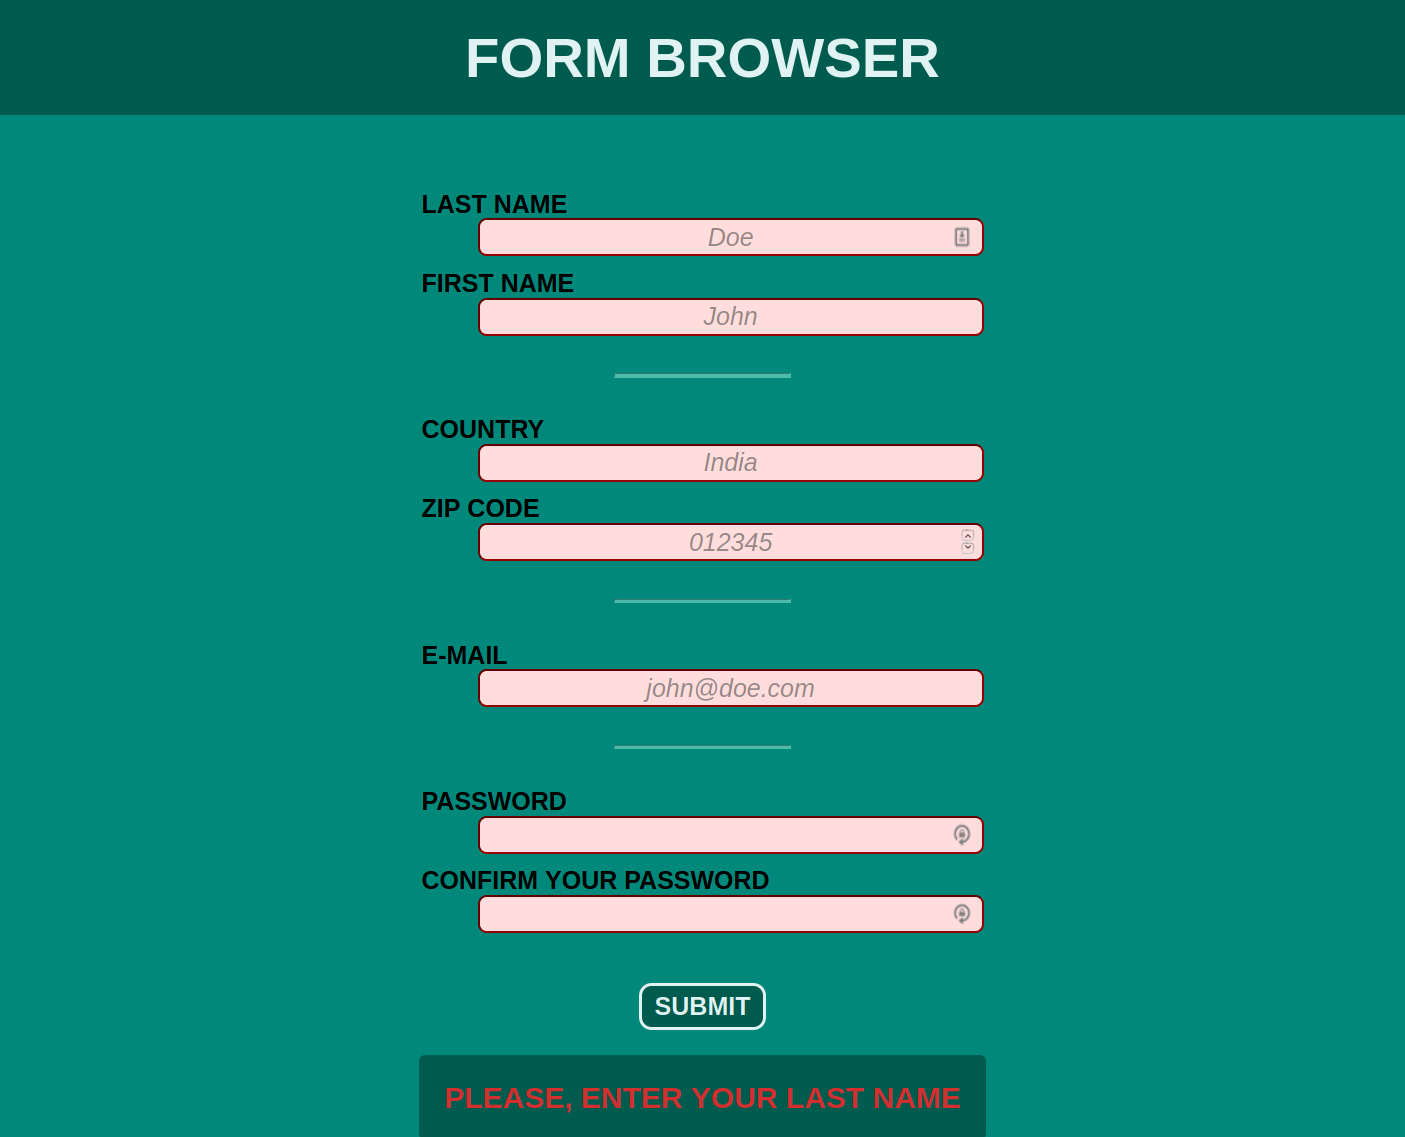 FORM BROWSER
LAST NAME
Doe
FIRST NAME
John
COUNTRY
India
ZIP CODE
012345
E-MAIL
john@doe.com
PASSWORD
CONFIRM YOUR PASSWORD
SUBMIT
PLEASE, ENTER YOUR LAST NAME